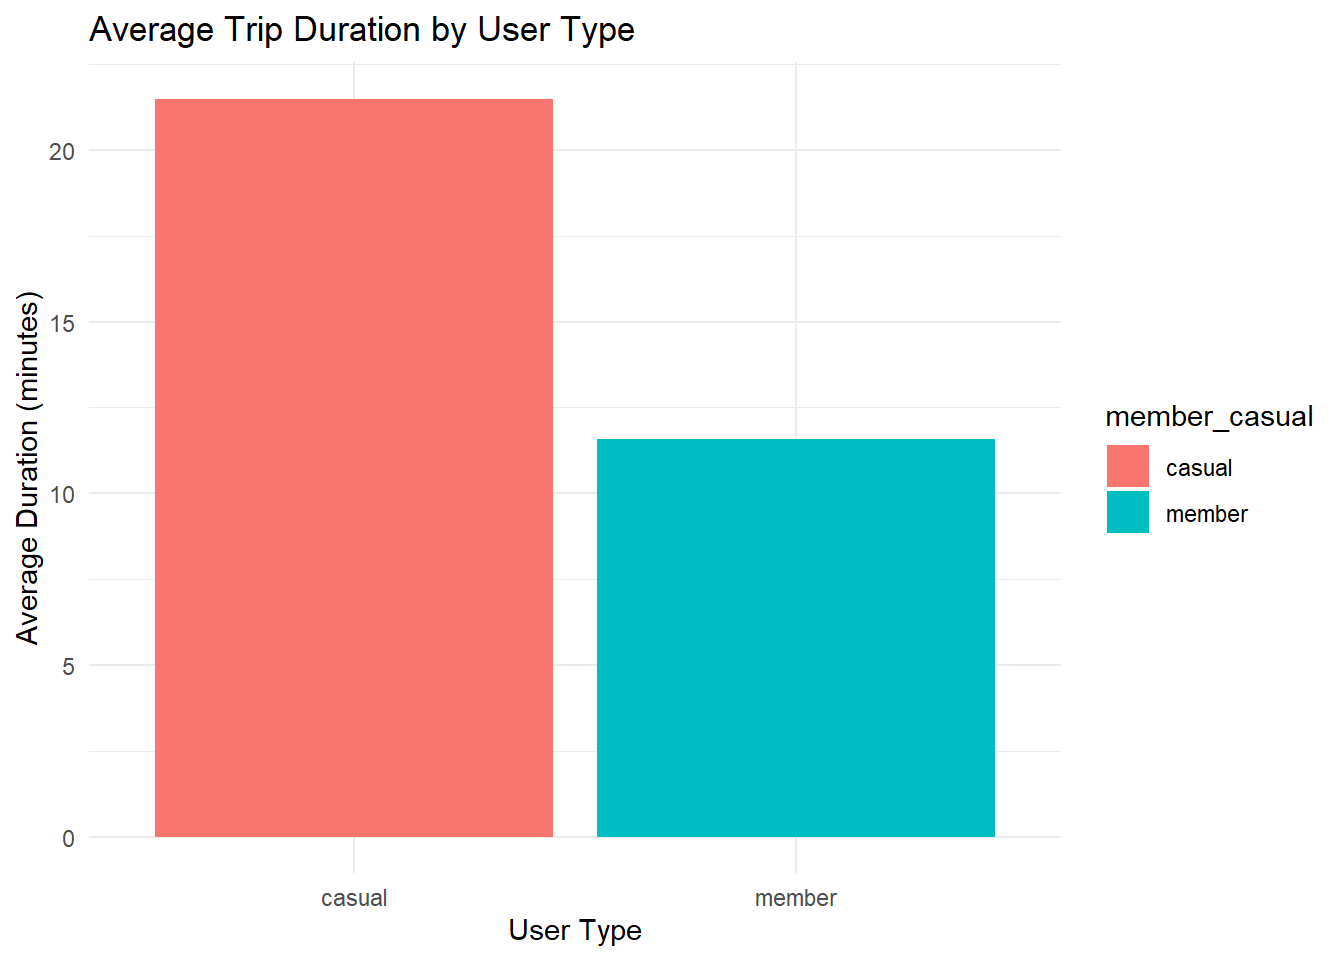 Average Trip Duration by User Type
Average Duration (minutes)
20
15
10
5
0
casual
member
User Type
member_casual
casual
member